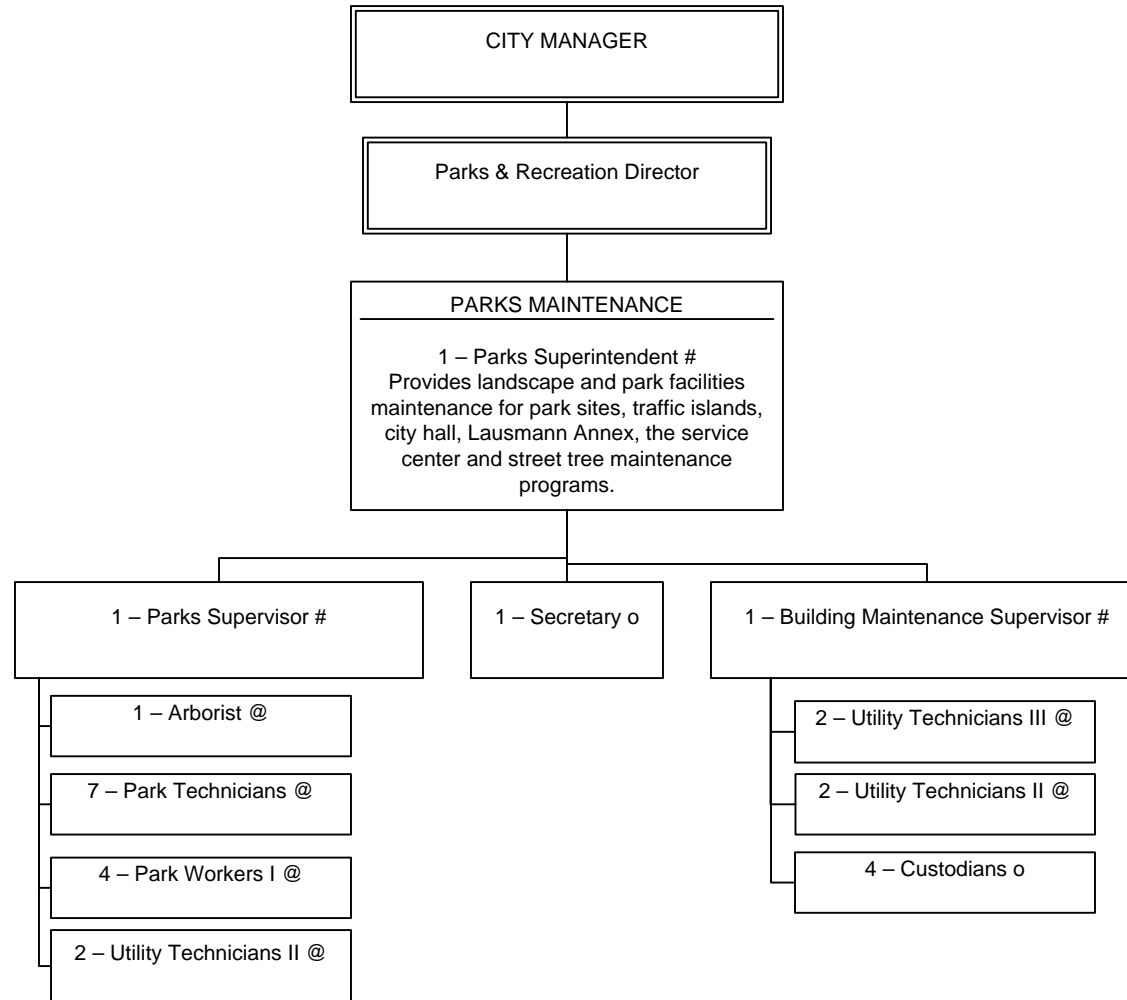 CITY MANAGER
Parks & Recreation Director
PARKS MAINTENANCE
1 – Parks Superintendent #
Provides landscape and park facilities
maintenance for park sites, traffic islands,
city hall, Lausmann Annex, the service
center and street tree maintenance
programs.
1 – Parks Supervisor #
1 – Secretary o
1 – Building Maintenance Supervisor #
1 – Arborist @
7 – Park Technicians @
4 – Park Workers I @
2 – Utility Technicians II @
2 – Utility Technicians III @
2 – Utility Technicians II @
4 – Custodians o